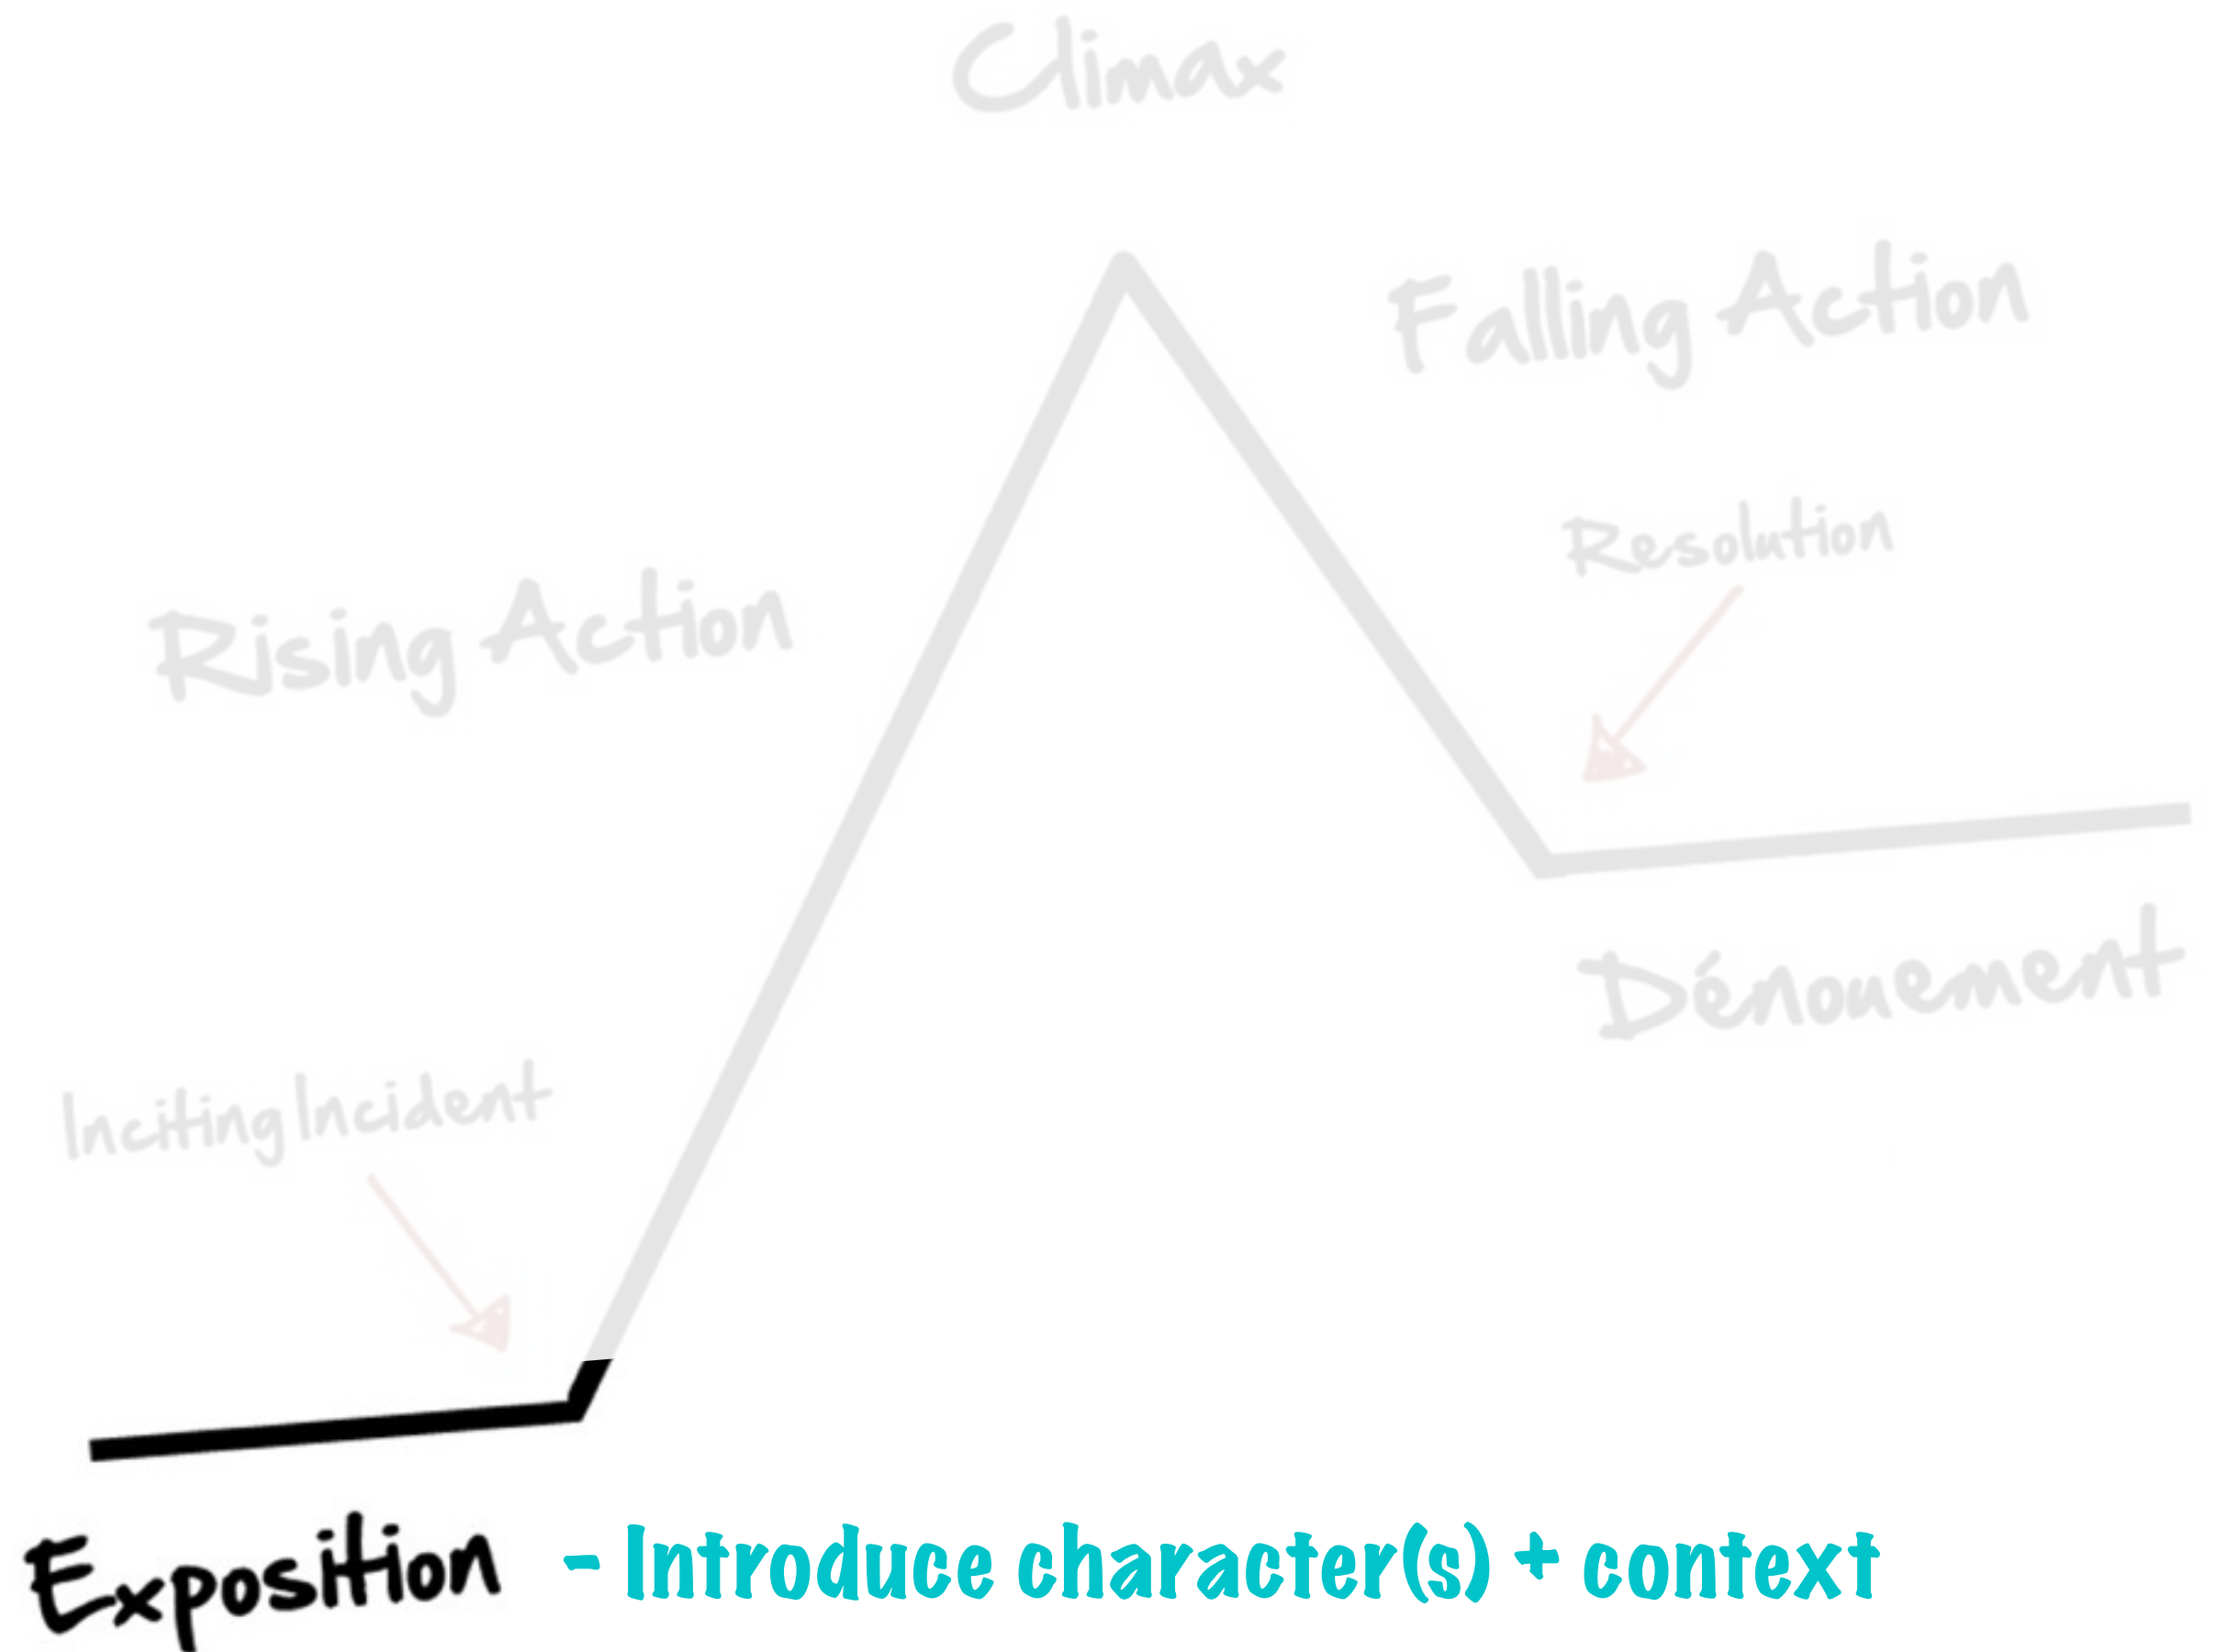 Climax
Falling Action
Resolution
Rising Action
Dénouement
Inciting Incident
Exposition - Introduce character(s) + context